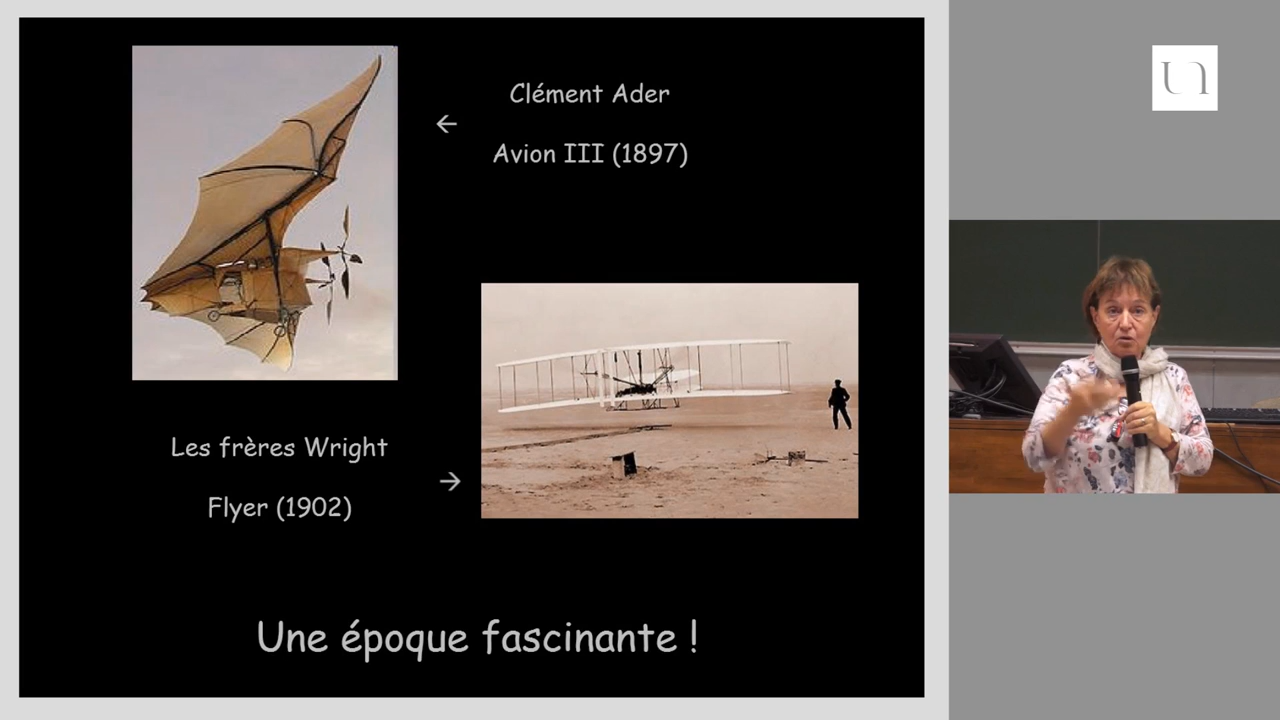 Clément Ader
← 
Avion III (1897)
Les frères Wright
→
Flyer (1902)
Une époque fascinante !